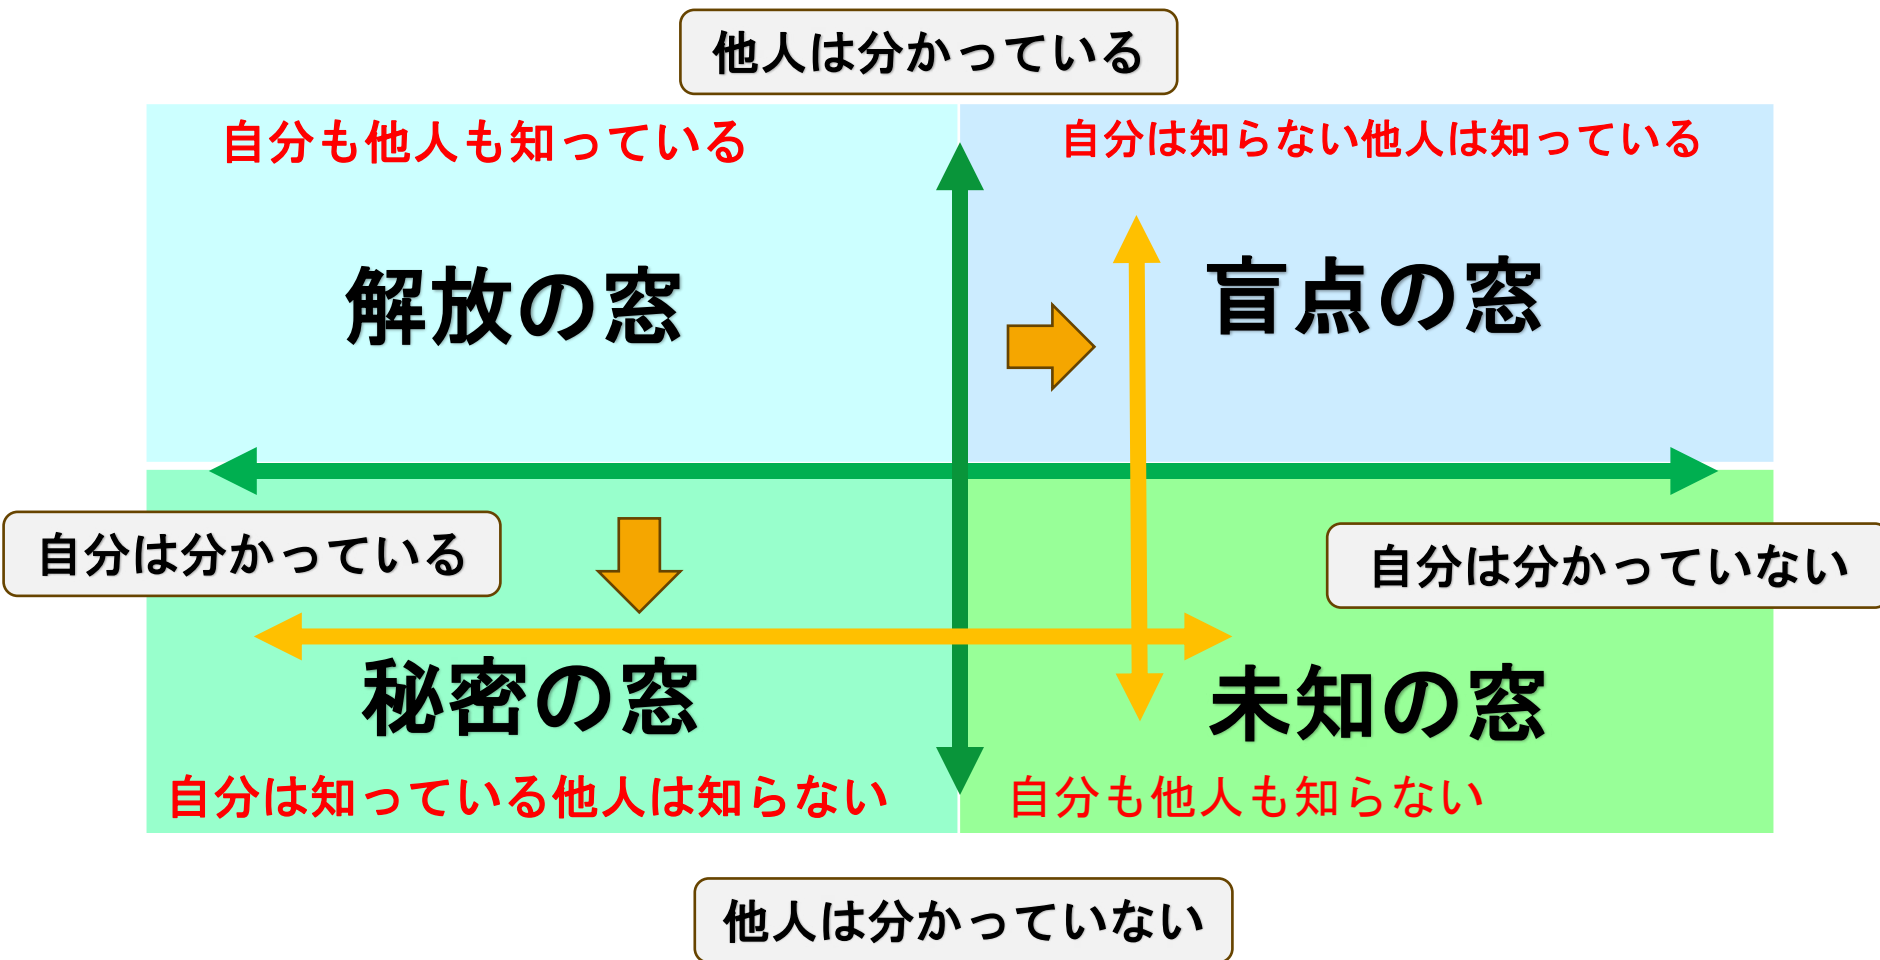 他人は分かっている
自分も他人も知っている
自分は知らない他人は知っている
解放の窓
盲点の窓
自分は分かっている
自分は分かっていない
秘密の窓
未知の窓
自分は知っている他人は知らない
自分も他人も知らない
他人は分かっていない